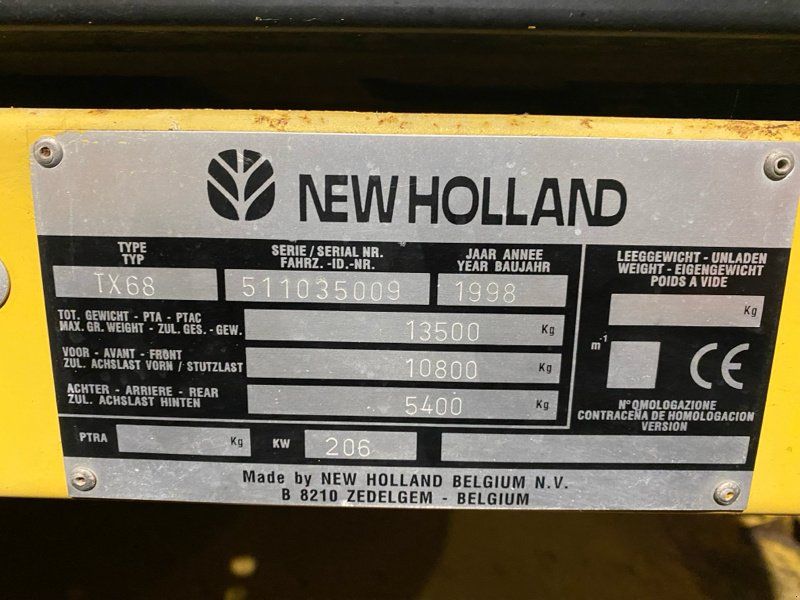 NEW HOLLAND
TYPE
TYP
SERIE / SERIAL NR.
FAHRZ. -ID.-NR.
JAAR ANNEE
YEAR BAUJAHR
LEEGGEWICHT - UNLADEN
WEIGHT - EIGENGEWICHT
POIDS A VIDE
TX68
511035009
1998
Kg
TOT. GEWICHT - PTA - PTAC
MAX. GR. WEIGHT - ZUL. GES. - GEW.
13500 Kg
VOOR - AVANT - FRONT
ZUL. ACHSLAST VORN / STUTZLAST
10800 Kg
m-1
CE
ACHTER - ARRIERE - REAR
ZUL. ACHSLAST HINTEN
5400 Kg
N° OMOLOGAZIONE
CONTRACEÑA DE HOMOLOGACION
VERSION
PTRA Kg
KW 206
Made by NEW HOLLAND BELGIUM N.V.
B 8210 ZEDELGEM - BELGIUM